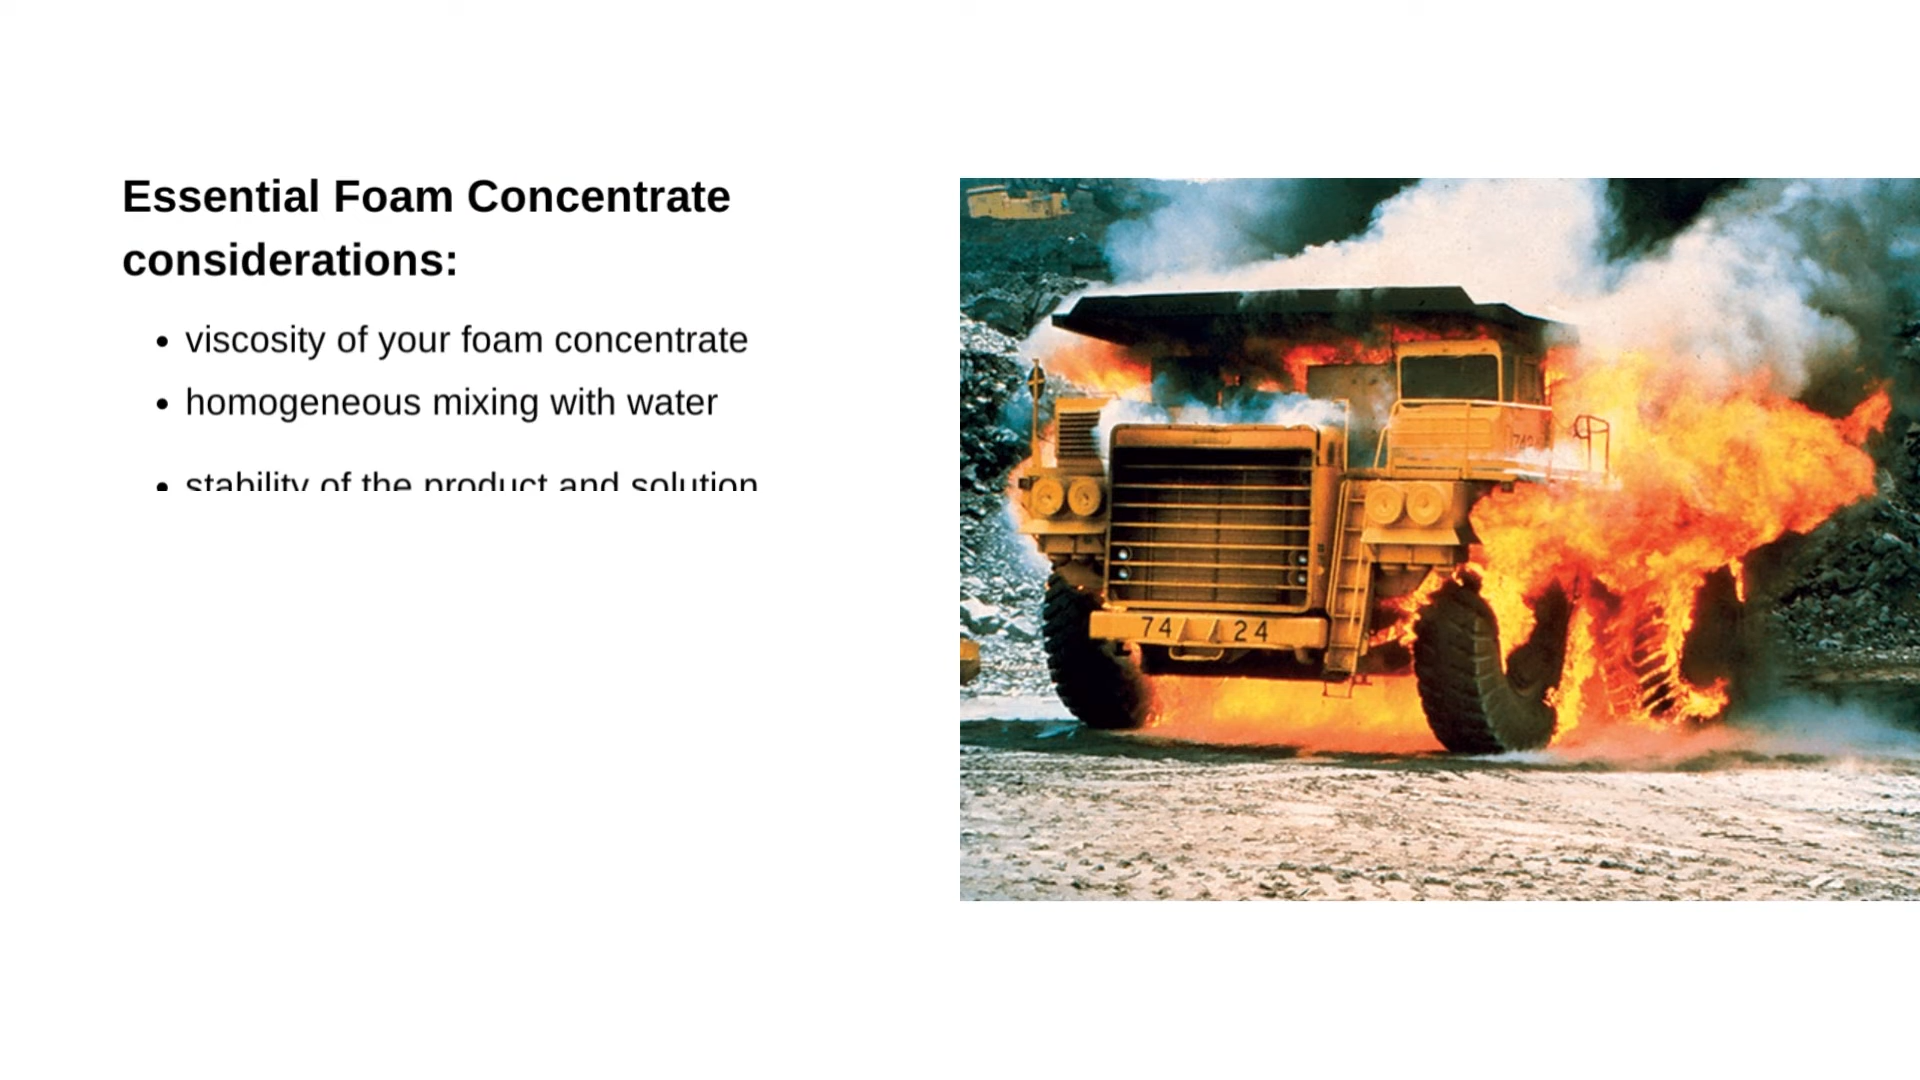 Essential Foam Concentrate
considerations:
• viscosity of your foam concentrate
• homogeneous mixing with water
• stability of the product and solution
74 24